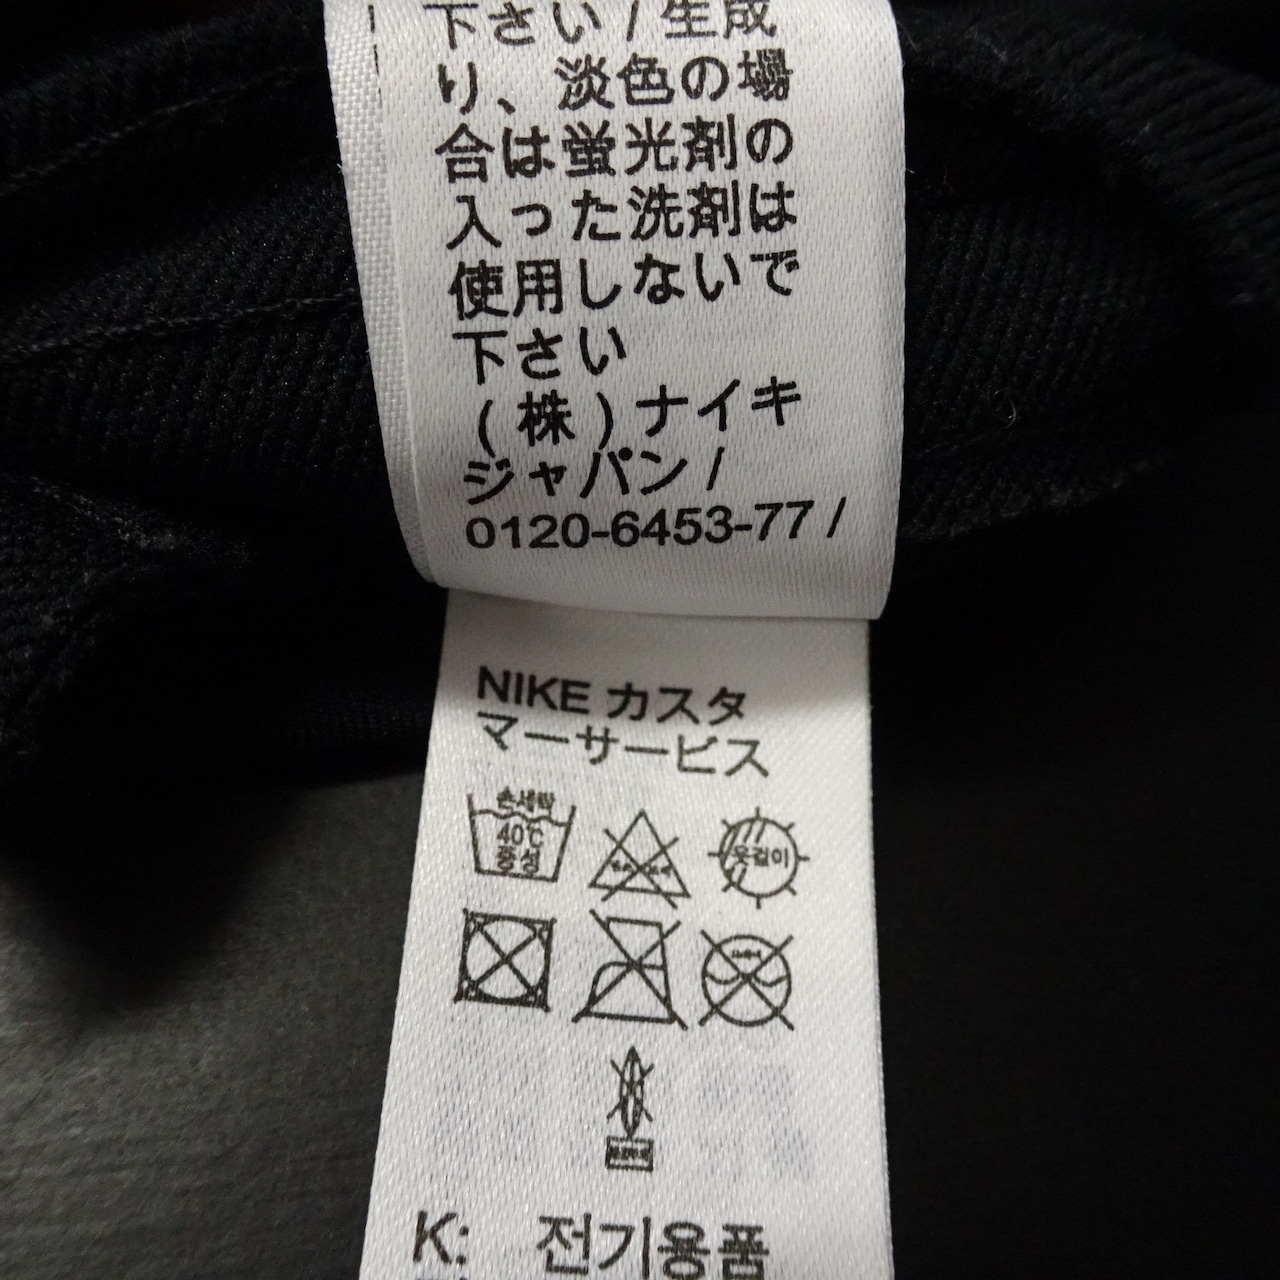 下さい / 生成
り、淡色の場
合は蛍光剤の
入った洗剤は
使用しないで
下さい
(株)ナイキ
ジャパン /
0120-6453-77 /
NIKE カスタ
マーサービス
손세탁
40℃
중성
옷걸이
K: 전기용품